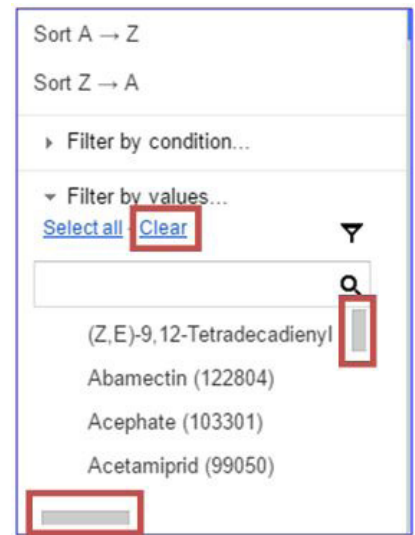 Sort A → Z
Sort Z → A
Filter by condition...
Filter by values...
Select all - Clear
(Z,E)-9,12-Tetradecadienyl
Abamectin (122804)
Acephate (103301)
Acetamiprid (99050)